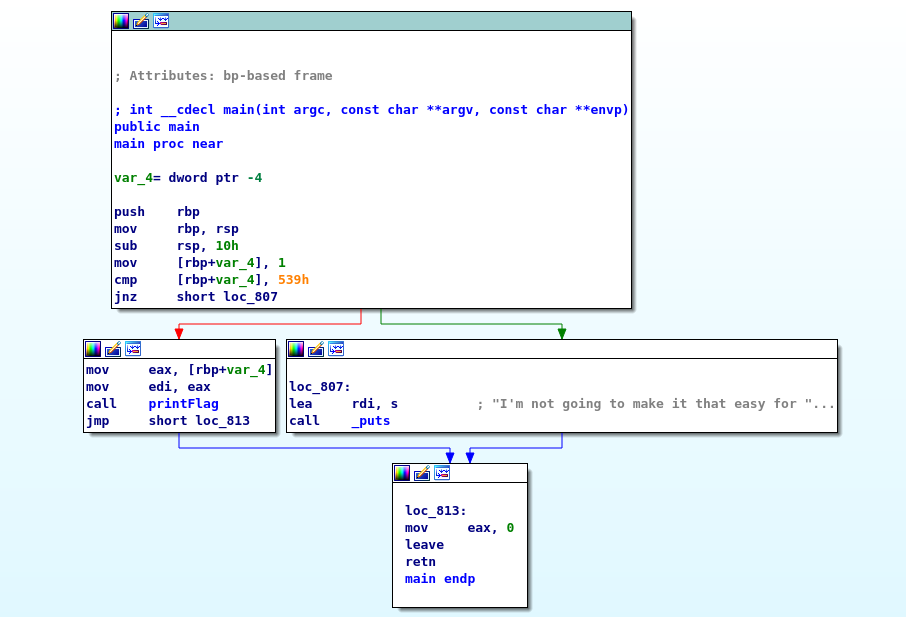 ; Attributes: bp-based frame
; int __cdecl main(int argc, const char **argv, const char **envp)
public main
main proc near
var_4= dword ptr -4
push    rbp
mov     rbp, rsp
sub     rsp, 10h
mov     [rbp+var_4], 1
cmp     [rbp+var_4], 539h
jnz     short loc_807
mov     eax, [rbp+var_4]
mov     edi, eax
call    printFlag
jmp     short loc_813
loc_807:
lea     rdi, s          ; "I'm not going to make it that easy for "...
call    _puts
loc_813:
mov     eax, 0
leave
retn
main endp